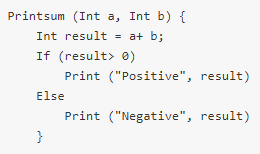 Printsum (Int a, Int b) {
    Int result = a+ b;
    If (result> 0)
        Print ("Positive", result)
    Else
        Print ("Negative", result)
    }